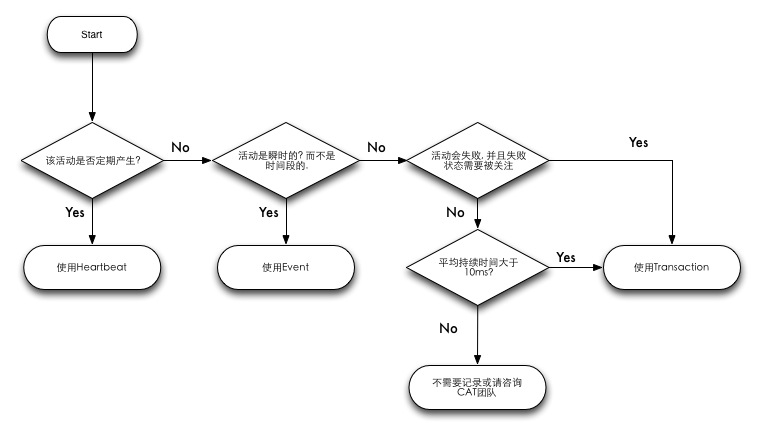 Start
该活动是否定期产生?
No
活动是瞬时的? 而不是
时间段的.
No
活动会失败, 并且失败
状态需要被关注
Yes
Yes
Yes
No
使用Heartbeat
使用Event
平均持续时间大于
10ms?
Yes
使用Transaction
No
不需要记录或请咨询
CAT团队